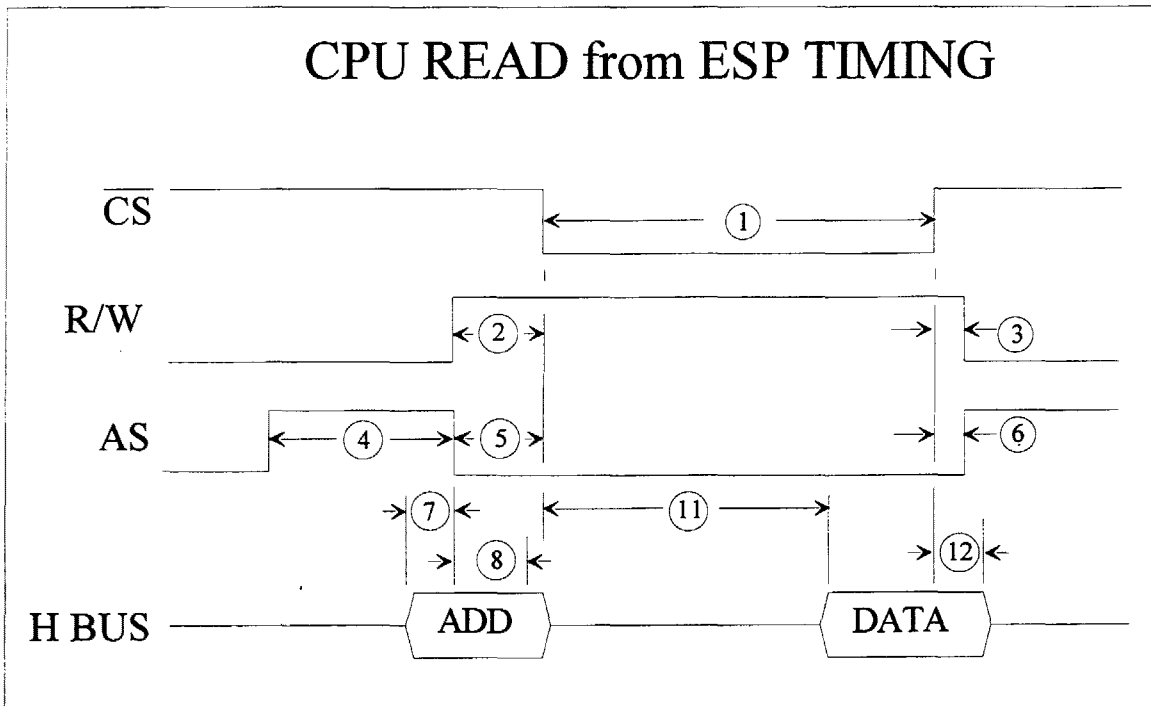 CPU READ from ESP TIMING
C̅S̅
1
R/W
2
3
AS
4
5
6
7
11
8
12
H BUS
ADD
DATA